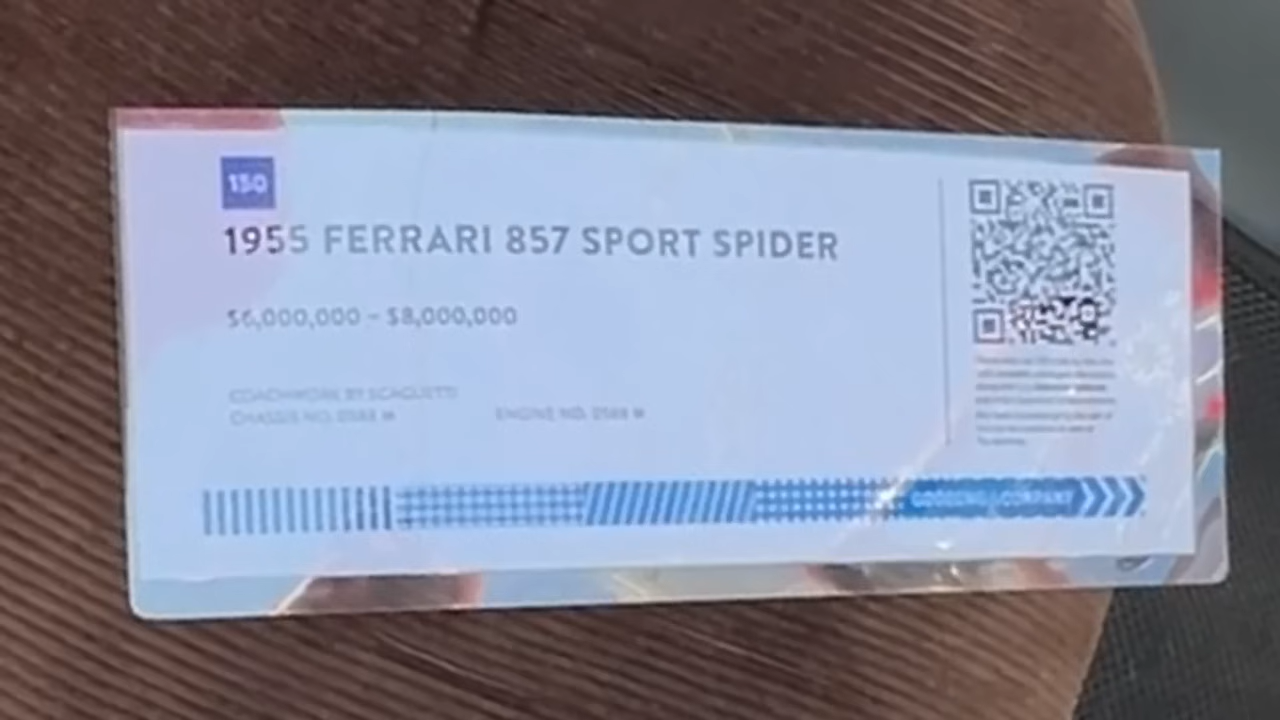 150
1955 FERRARI 857 SPORT SPIDER
$6,000,000 – $8,000,000
COACHWORK BY SCAGLIETTI
CHASSIS NO. 0588 M
ENGINE NO. 0588 M
GOODING & COMPANY